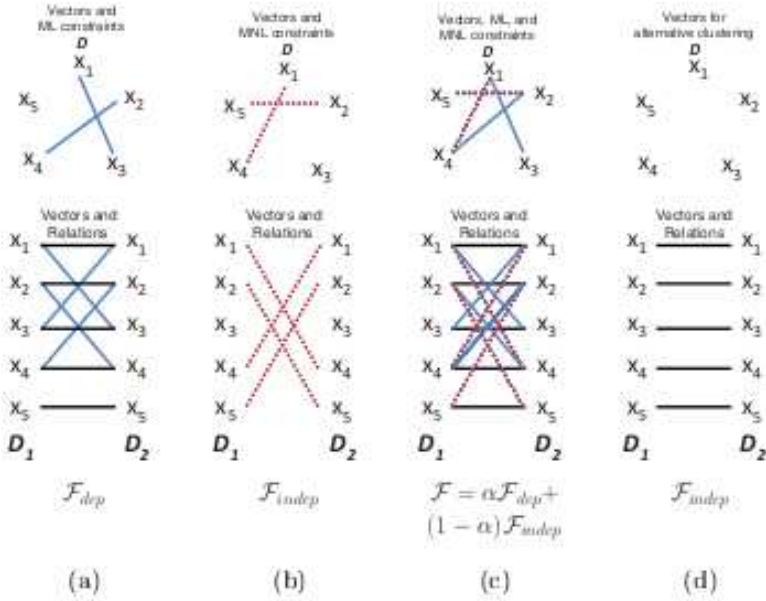 Vectors and
ML constraints
D
X1
X5
X2
X4
X3
Vectors and
Relations
X1 X1
X2 X2
X3 X3
X4 X4
X5 X5
D1 D2
F_dep
(a)
Vectors and
MNL constraints
D
X1
X5
X2
X4
X3
Vectors and
Relations
X1 X1
X2 X2
X3 X3
X4 X4
X5 X5
D1 D2
F_indep
(b)
Vectors, ML, and
MNL constraints
D
X1
X5
X2
X4
X3
Vectors and
Relations
X1 X1
X2 X2
X3 X3
X4 X4
X5 X5
D1 D2
F = αF_dep+
(1 − α)F_indep
(c)
Vectors for
alternative clustering
D
X1
X5
X2
X4
X3
Vectors and
Relations
X1 X1
X2 X2
X3 X3
X4 X4
X5 X5
D1 D2
F_indep
(d)